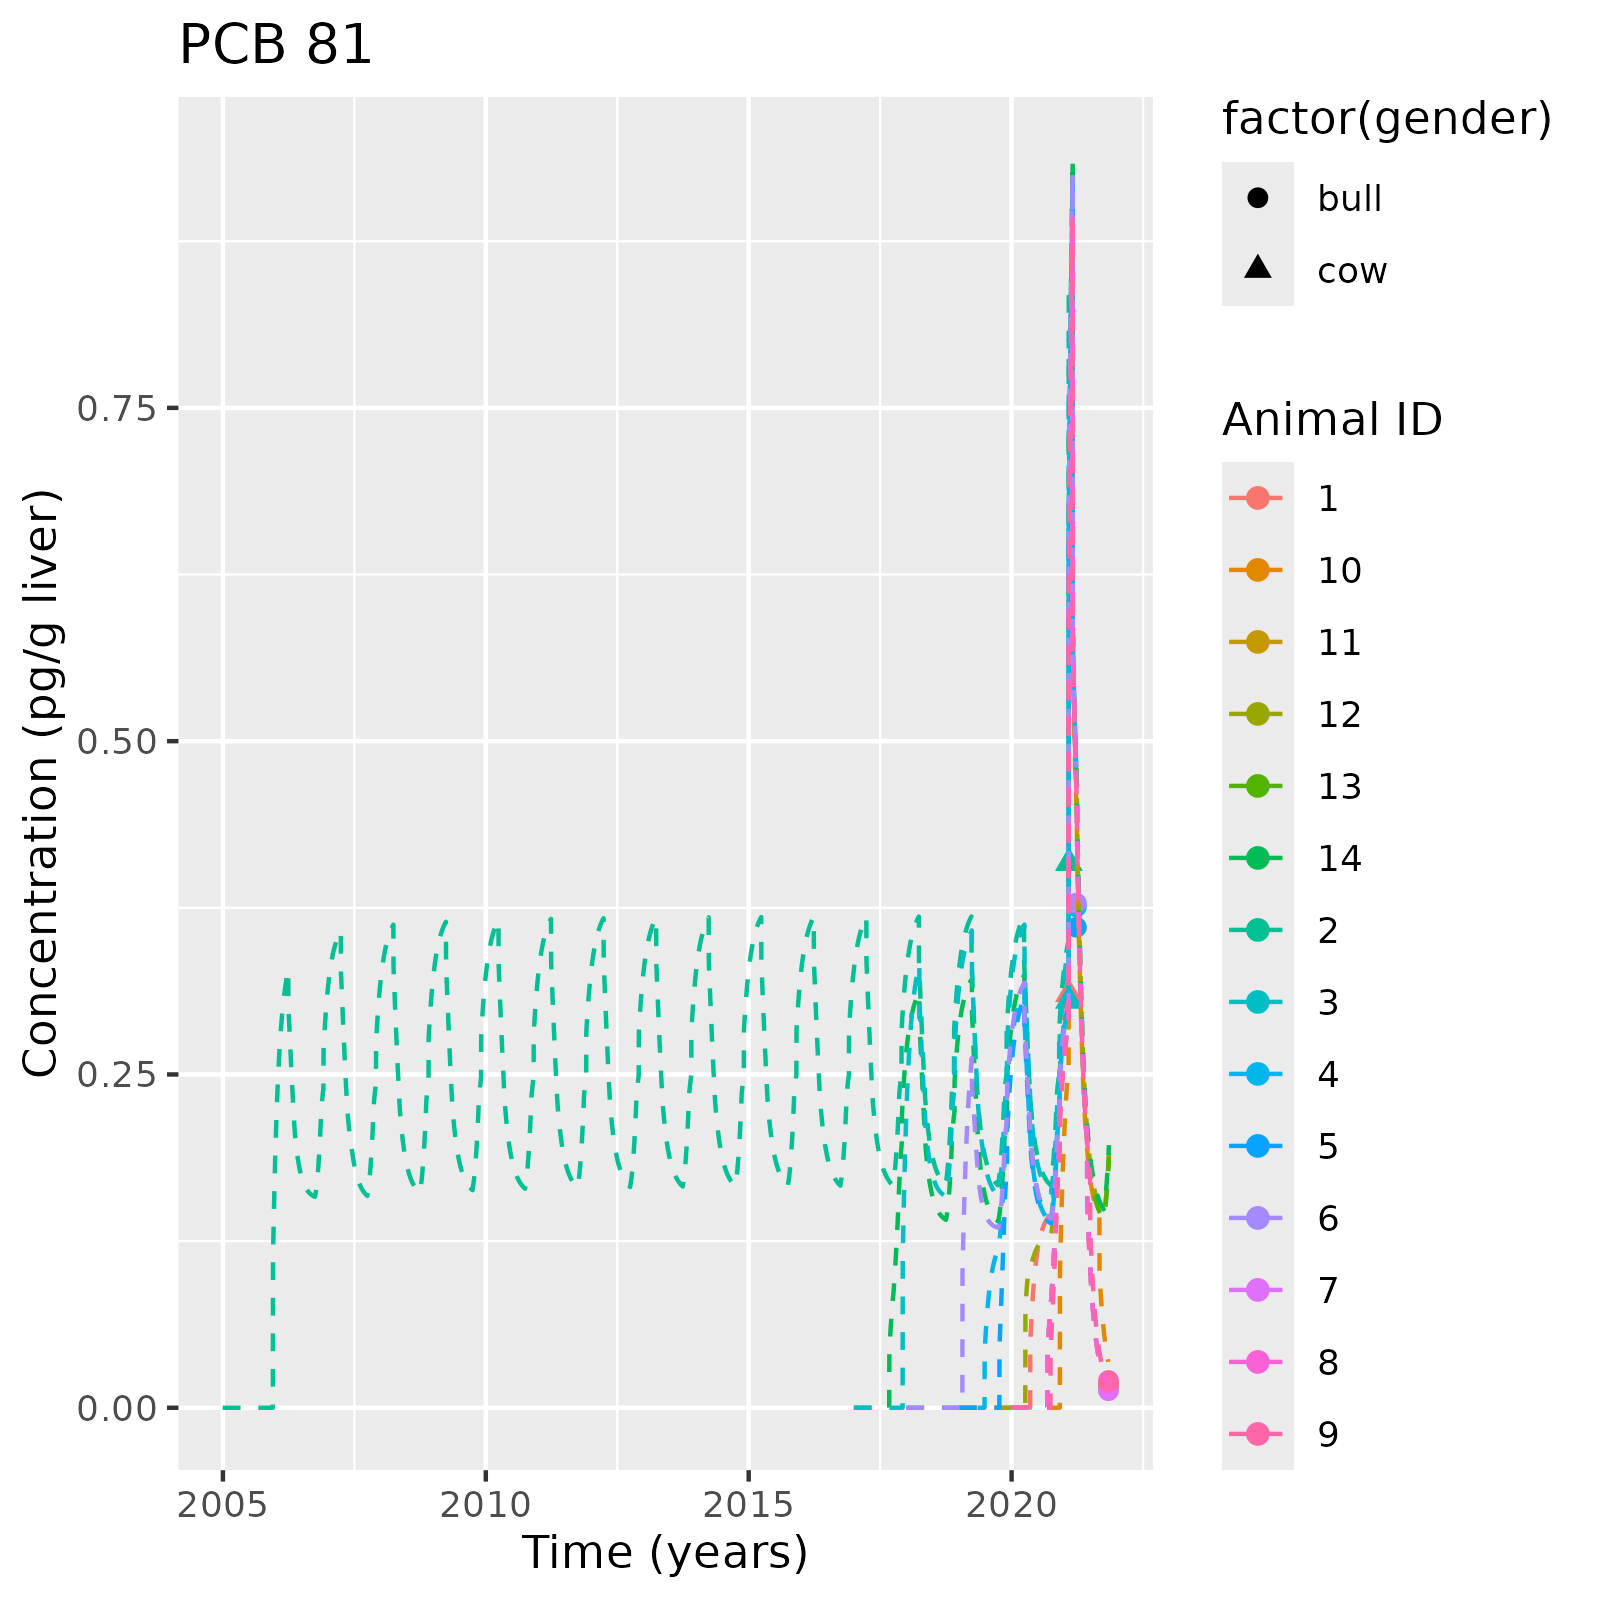 PCB 81
Concentration (pg/g liver)
0.75
0.50
0.25
0.00
2005 2010 2015 2020
Time (years)
factor(gender)
bull
cow
Animal ID
1
10
11
12
13
14
2
3
4
5
6
7
8
9